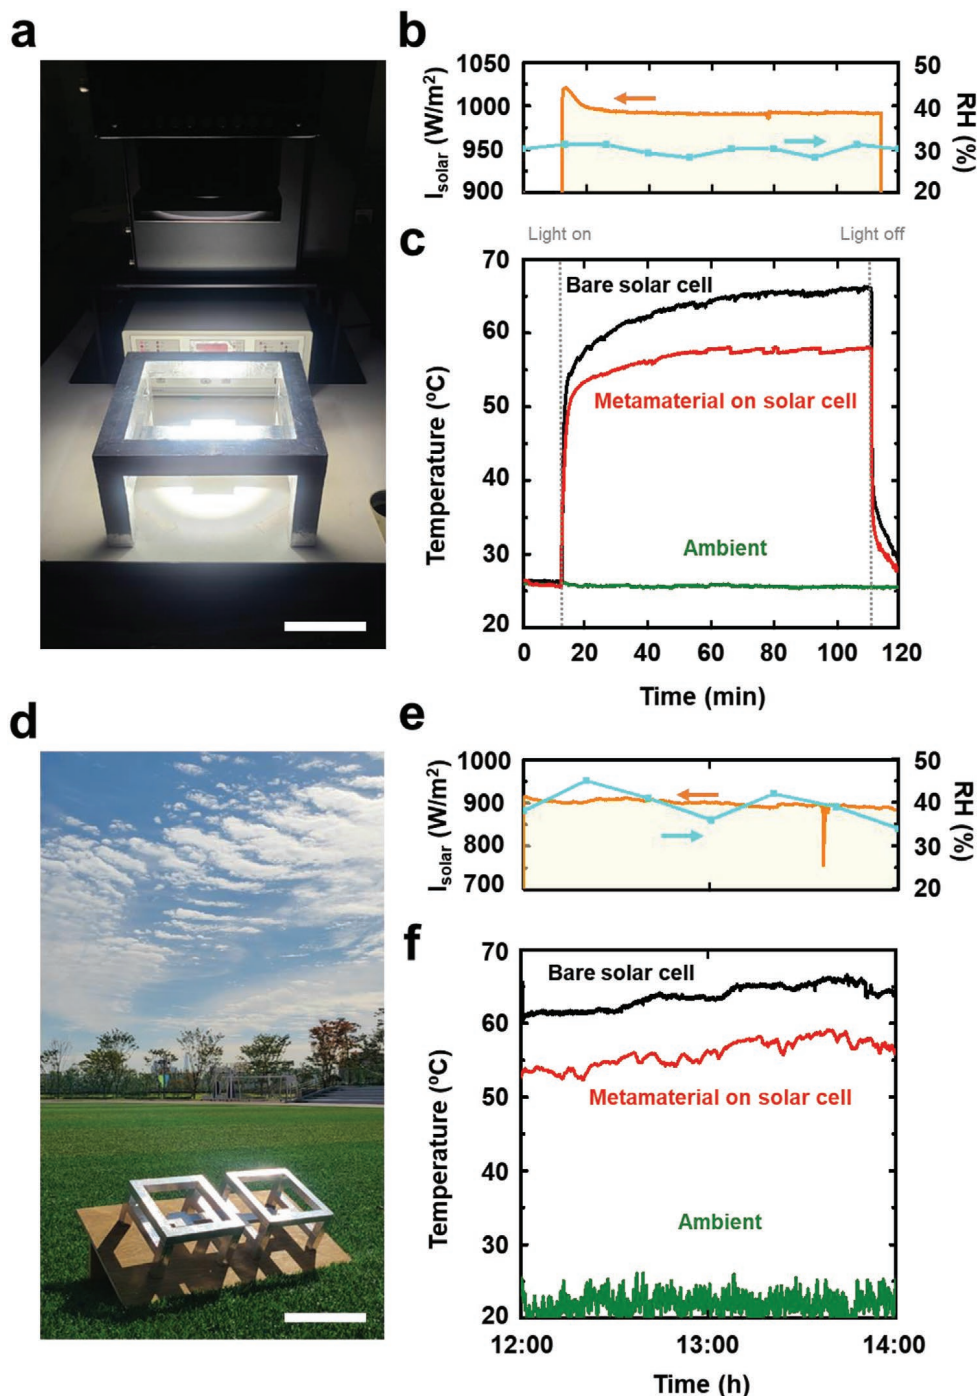 a
b
1050
1000
950
900
I_solar (W/m²)
50
40
30
20
RH (%)
c
Light on
Light off
70
60
50
40
30
20
Temperature (ºC)
Bare solar cell
Metamaterial on solar cell
Ambient
0 20 40 60 80 100 120
Time (min)
d
e
1000
900
800
700
I_solar (W/m²)
50
40
30
20
RH (%)
f
70
60
50
40
30
20
Temperature (ºC)
Bare solar cell
Metamaterial on solar cell
Ambient
12:00 13:00 14:00
Time (h)